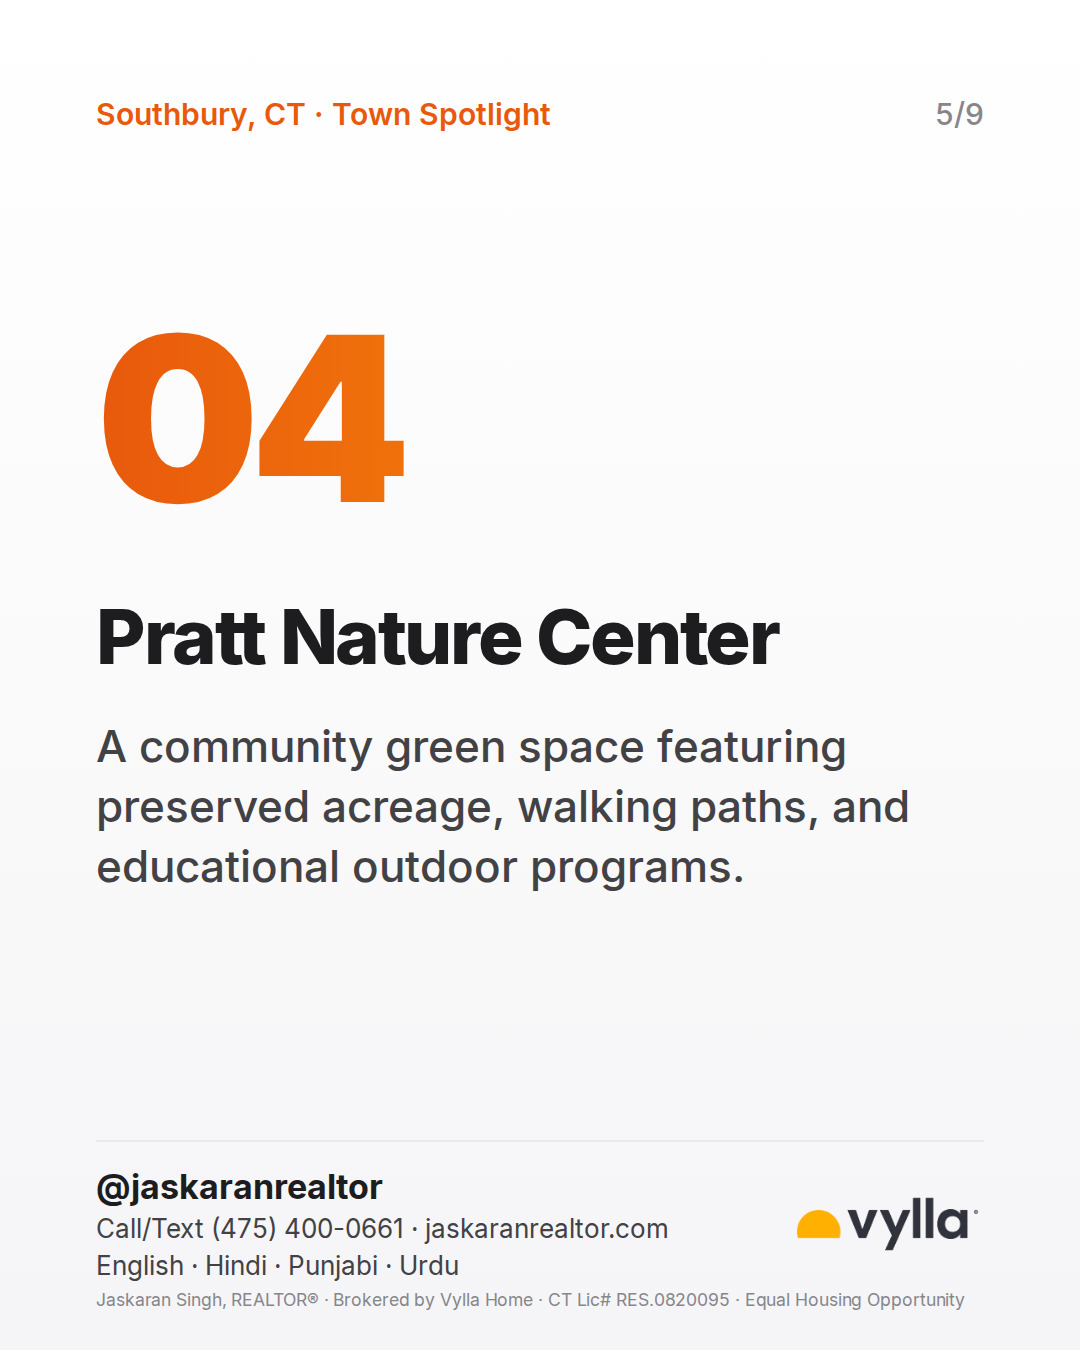 Southbury, CT · Town Spotlight
5/9
04
Pratt Nature Center
A community green space featuring
preserved acreage, walking paths, and
educational outdoor programs.
@jaskaranrealtor
Call/Text (475) 400-0661 · jaskaranrealtor.com
English · Hindi · Punjabi · Urdu
Jaskaran Singh, REALTOR® · Brokered by Vylla Home · CT Lic# RES.0820095 · Equal Housing Opportunity
vylla